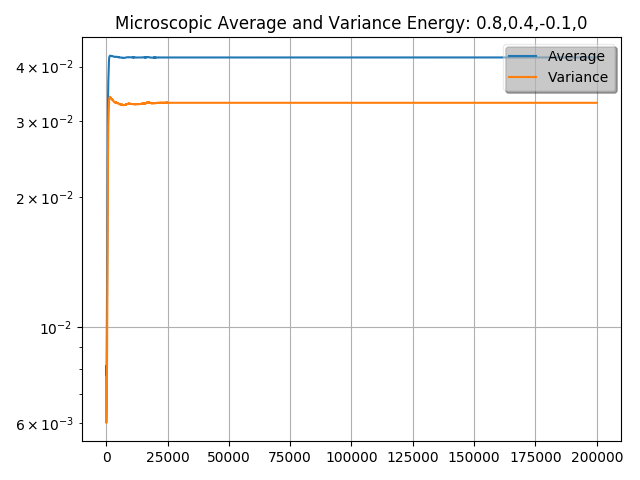 Microscopic Average and Variance Energy: 0.8,0.4,-0.1,0
4 × 10⁻²
3 × 10⁻²
2 × 10⁻²
10⁻²
6 × 10⁻³
Average
Variance
0 25000 50000 75000 100000 125000 150000 175000 200000